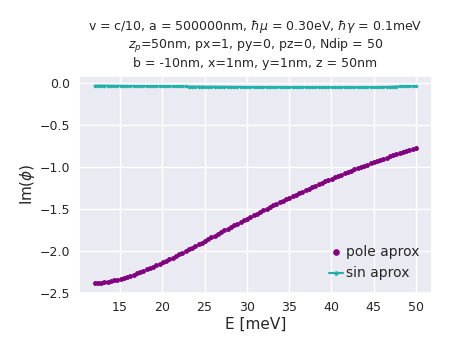 v = c/10, a = 500000nm, ℏμ = 0.30eV, ℏγ = 0.1meV
zₚ=50nm, px=1, py=0, pz=0, Ndip = 50
b = -10nm, x=1nm, y=1nm, z = 50nm
0.0
−0.5
−1.0
−1.5
−2.0
−2.5
Im(ϕ)
pole aprox
sin aprox
15 20 25 30 35 40 45 50
E [meV]